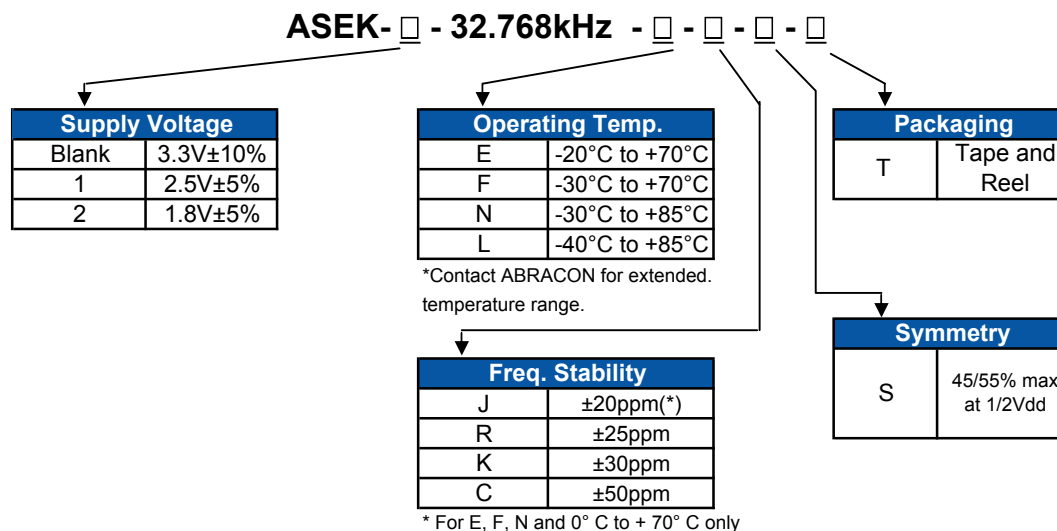 ASEK- □ - 32.768kHz - □ - □ - □ - □
Supply Voltage
Blank 3.3V±10%
1 2.5V±5%
2 1.8V±5%
Operating Temp.
E -20°C to +70°C
F -30°C to +70°C
N -30°C to +85°C
L -40°C to +85°C
*Contact ABRACON for extended.
temperature range.
Packaging
T Tape and
Reel
Freq. Stability
J ±20ppm(*)
R ±25ppm
K ±30ppm
C ±50ppm
* For E, F, N and 0° C to + 70° C only
Symmetry
S 45/55% max
at 1/2Vdd